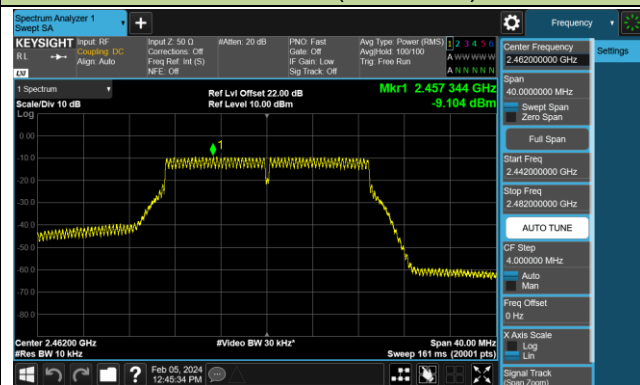 Spectrum Analyzer 1
Swept SA
Frequency
KEYSIGHT
RL
LXI
Input: RF
Coupling: DC
Align: Auto
Input Z: 50 Ω
Corrections: Off
Freq Ref: Int (S)
NFE: Off
#Atten: 20 dB
PNO: Fast
Gate: Off
IF Gain: Low
Sig Track: Off
Avg Type: Power (RMS)
Avg|Hold: 100/100
Trig: Free Run
1 2 3 4 5 6
A W W W W W
A N N N N N
1 Spectrum
Scale/Div 10 dB
Log
Ref Lvl Offset 22.00 dB
Ref Level 10.00 dBm
Mkr1 2.457 344 GHz
-9.104 dBm
1
0.00
-10.0
-20.0
-30.0
-40.0
-50.0
-60.0
-70.0
-80.0
Center 2.46200 GHz
#Res BW 10 kHz
#Video BW 30 kHz*
Span 40.00 MHz
Sweep 161 ms (20001 pts)
Center Frequency
2.462000000 GHz
Settings
Span
40.0000000 MHz
Swept Span
Zero Span
Full Span
Start Freq
2.442000000 GHz
Stop Freq
2.482000000 GHz
AUTO TUNE
CF Step
4.000000 MHz
Auto
Man
Freq Offset
0 Hz
X Axis Scale
Log
Lin
Signal Track
(Span Zoom)
?
Feb 05, 2024
12:45:34 PM